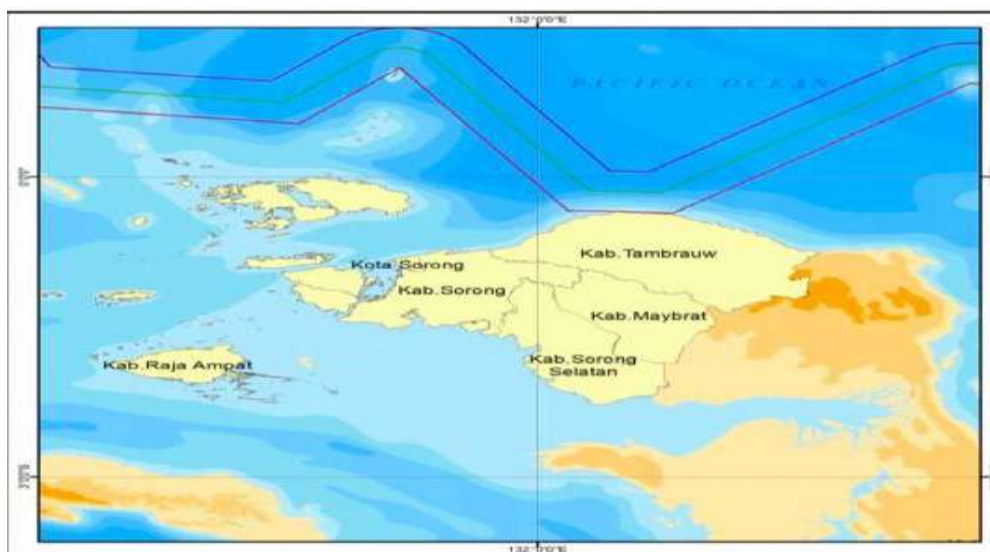 132°0'0"E
PACIFIC OCEAN
Kab.Tambrauw
Kota Sorong
Kab.Sorong
Kab.Maybrat
Kab.Sorong
Selatan
Kab.Raja Ampat
132°0'0"E